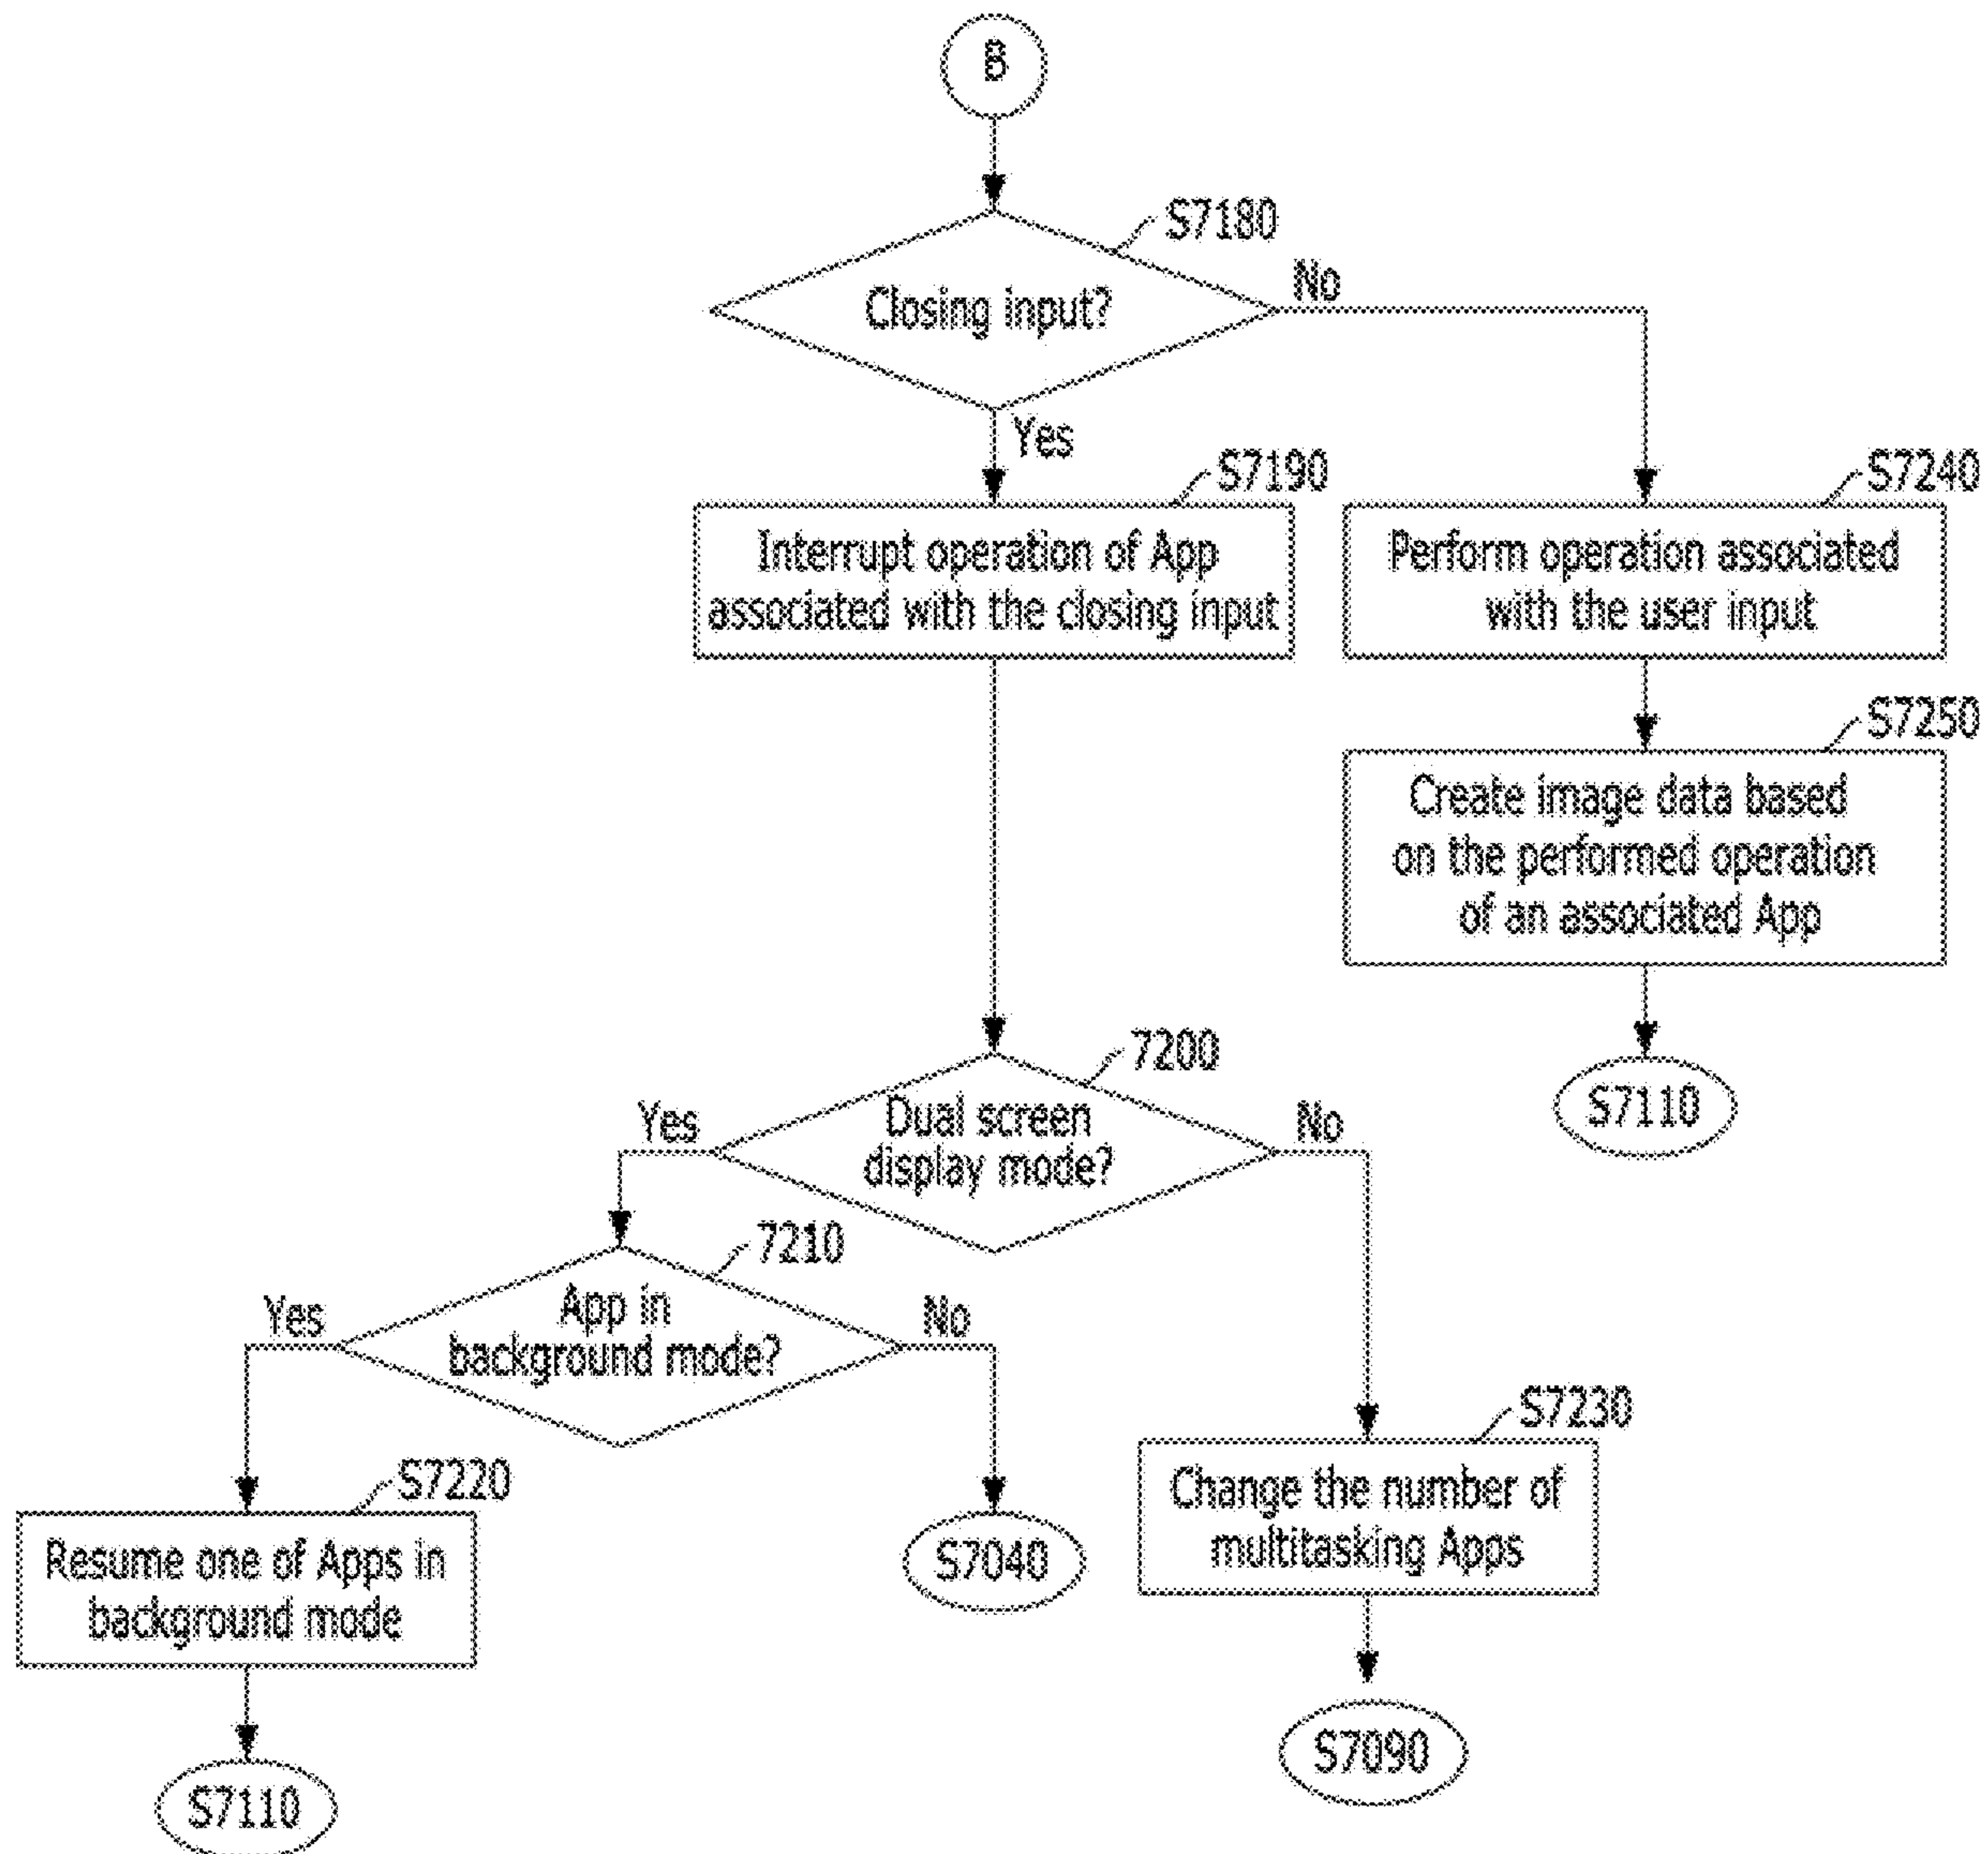 B
S7180
Closing input?
No
Yes
S7190
Interrupt operation of App
associated with the closing input
S7240
Perform operation associated
with the user input
S7250
Create image data based
on the performed operation
of an associated App
S7110
7200
Dual screen
display mode?
Yes
No
7210
App in
background mode?
Yes
No
S7220
Resume one of Apps in
background mode
S7110
S7040
S7230
Change the number of
multitasking Apps
S7090